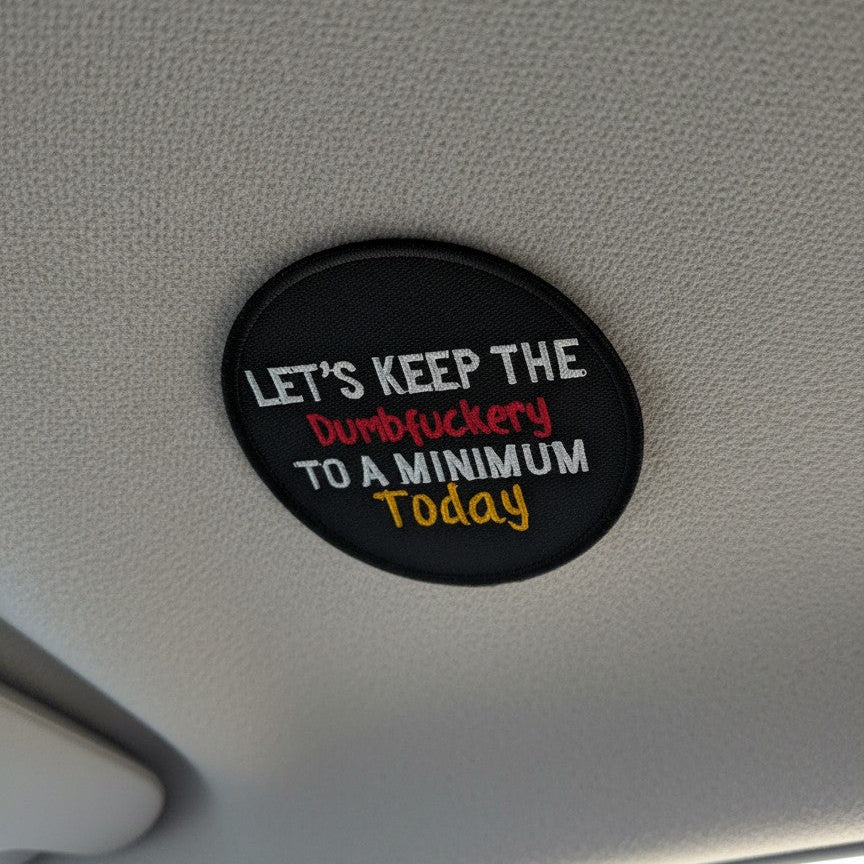 LET'S KEEP THE
Dumbfuckery
TO A MINIMUM
Today